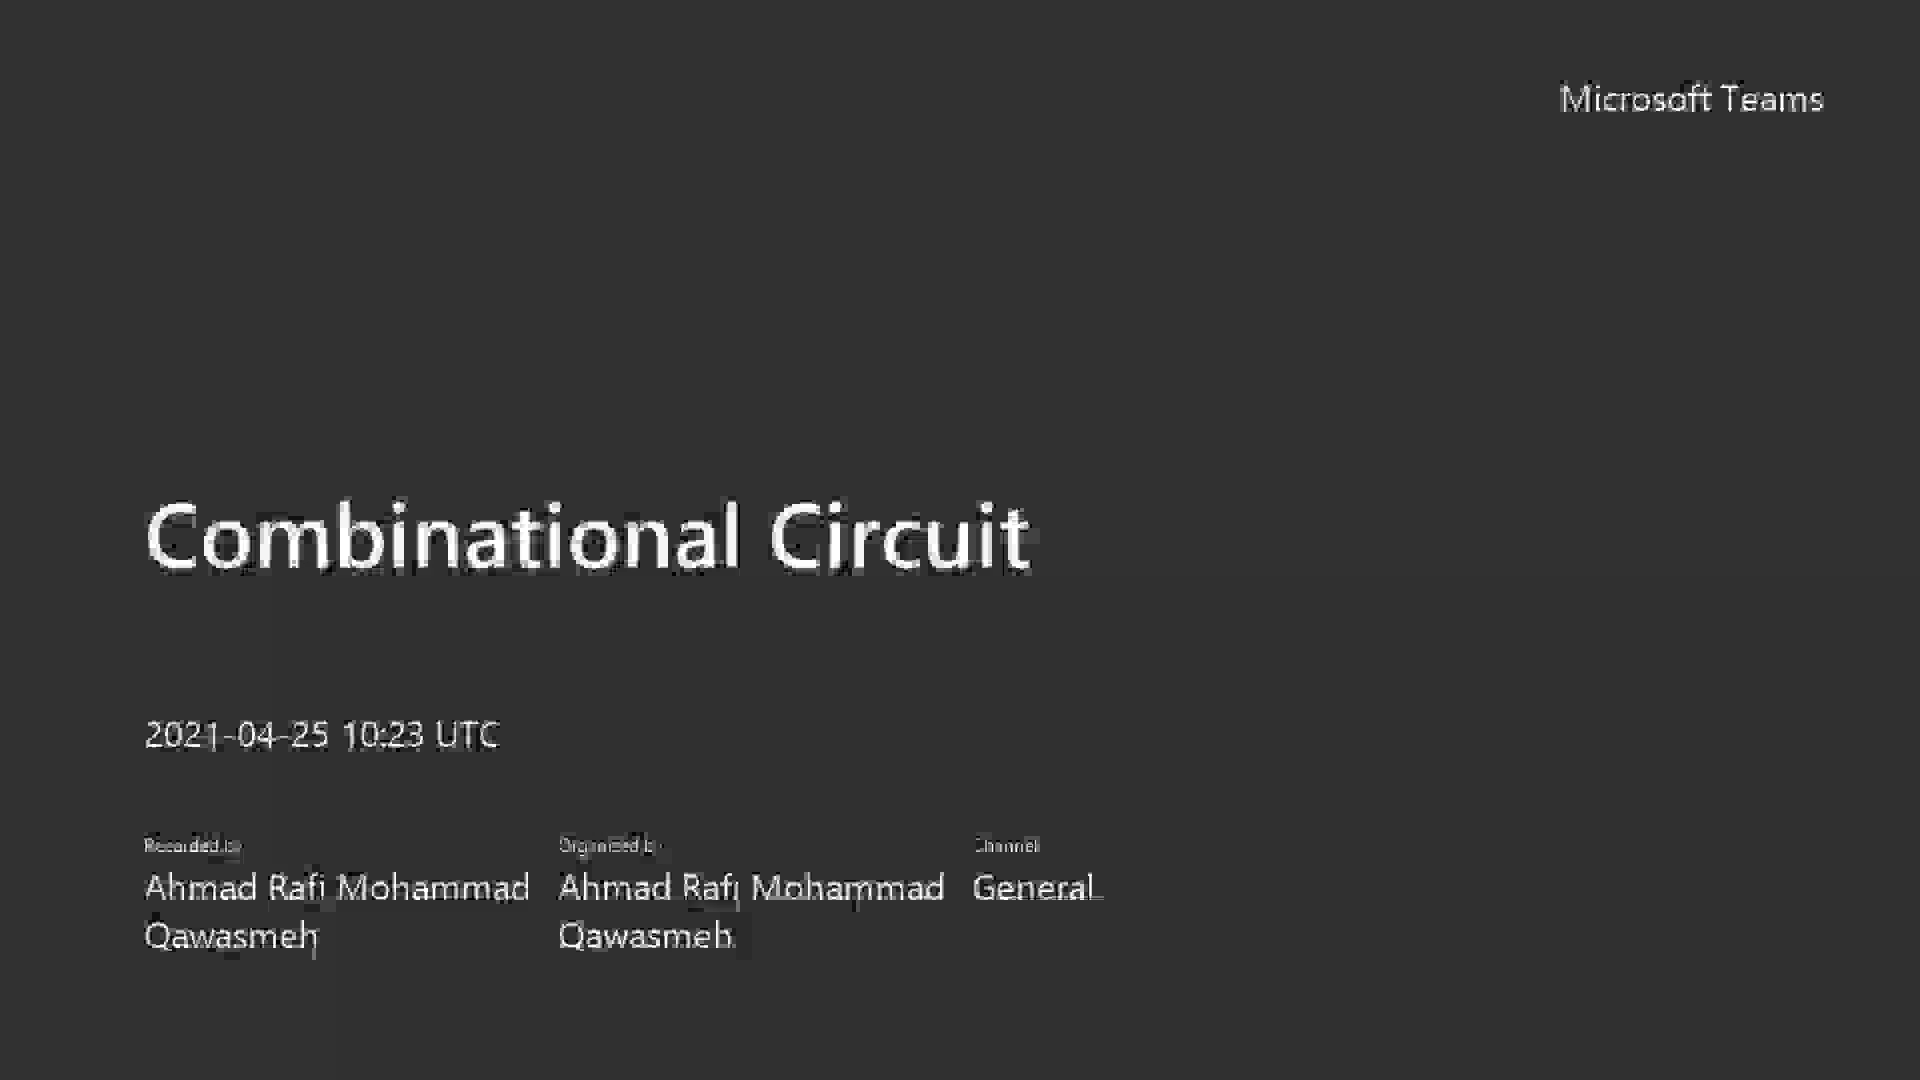 Microsoft Teams
Combinational Circuit
2021-04-25 10:23 UTC
Recorded by
Organized by
Channel
Ahmad Rafi Mohammad
Ahmad Rafi Mohammad
General
Qawasmeh
Qawasmeh